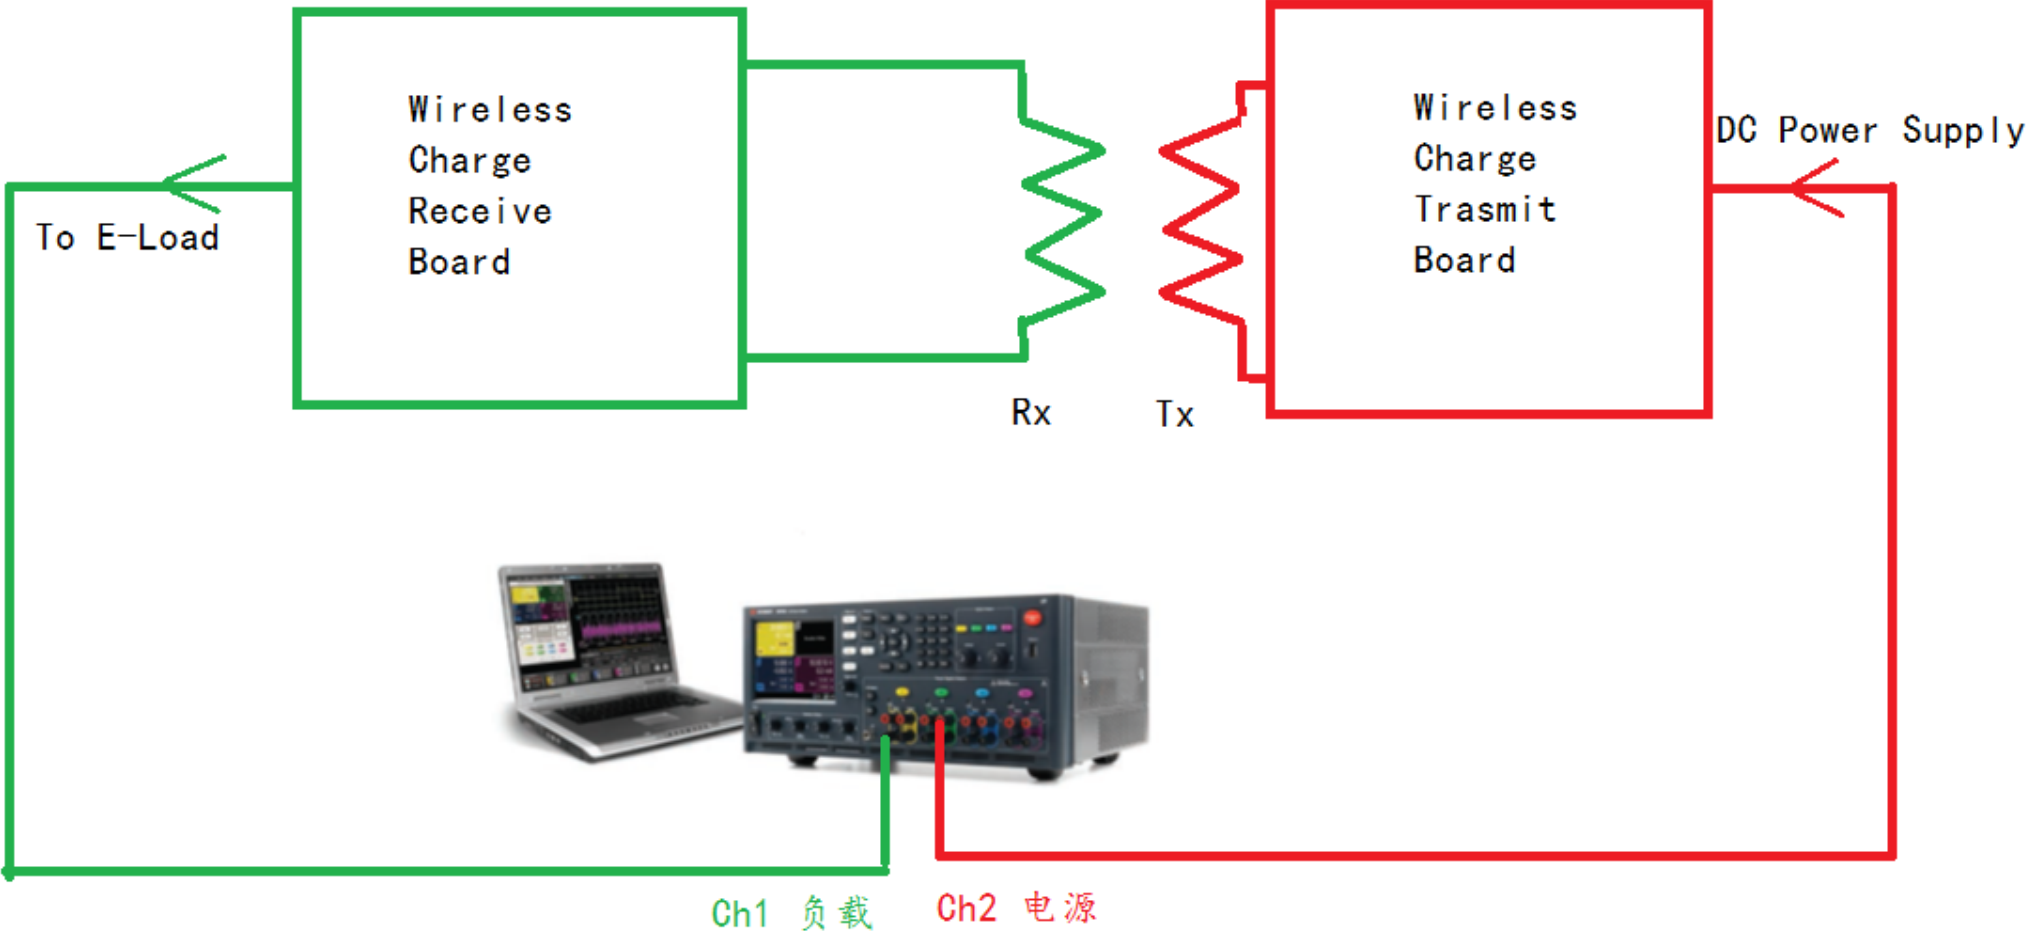 Wireless
Charge
Receive
Board
Wireless
Charge
Trasmit
Board
DC Power Supply
To E-Load
Rx
Tx
Ch1 负载
Ch2 电源